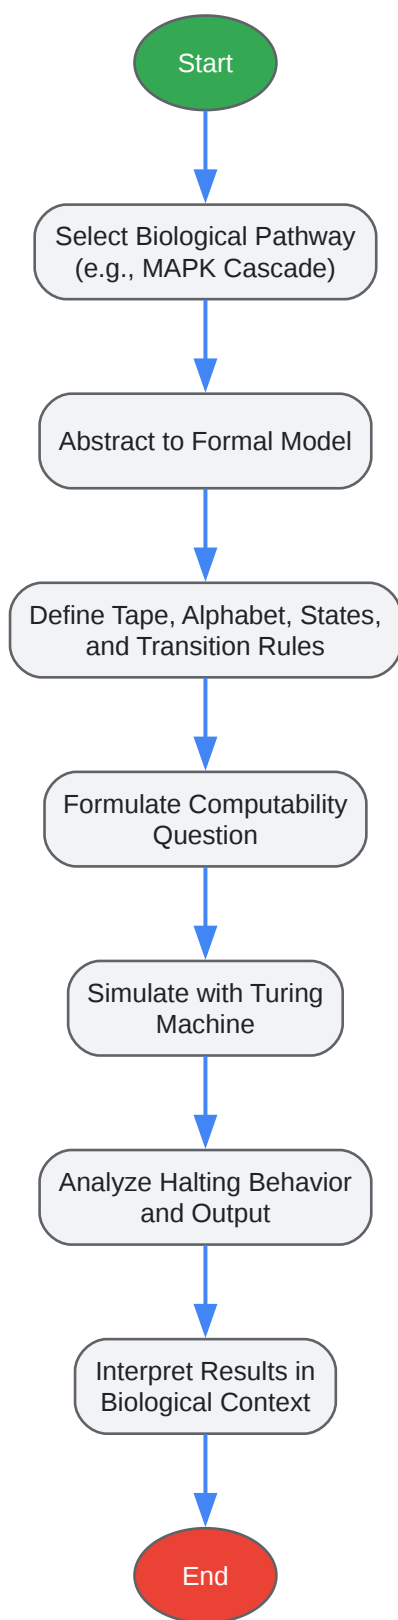 Start
Select Biological Pathway
(e.g., MAPK Cascade)
Abstract to Formal Model
Define Tape, Alphabet, States,
and Transition Rules
Formulate Computability
Question
Simulate with Turing
Machine
Analyze Halting Behavior
and Output
Interpret Results in
Biological Context
End